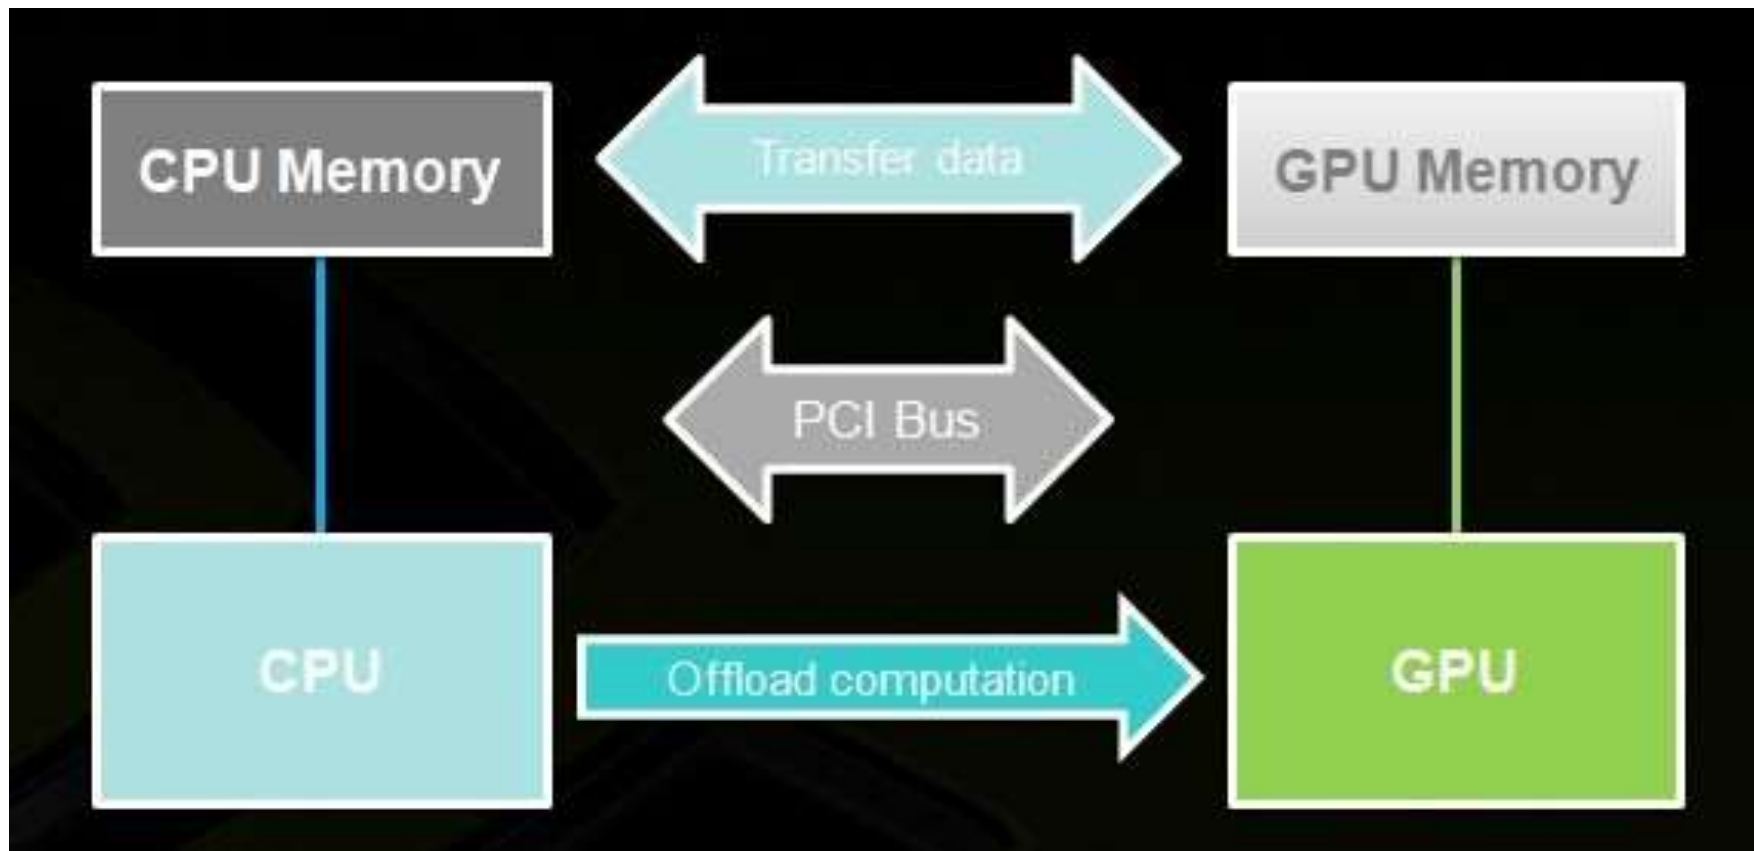 CPU Memory
Transfer data
GPU Memory
PCI Bus
CPU
Offload computation
GPU